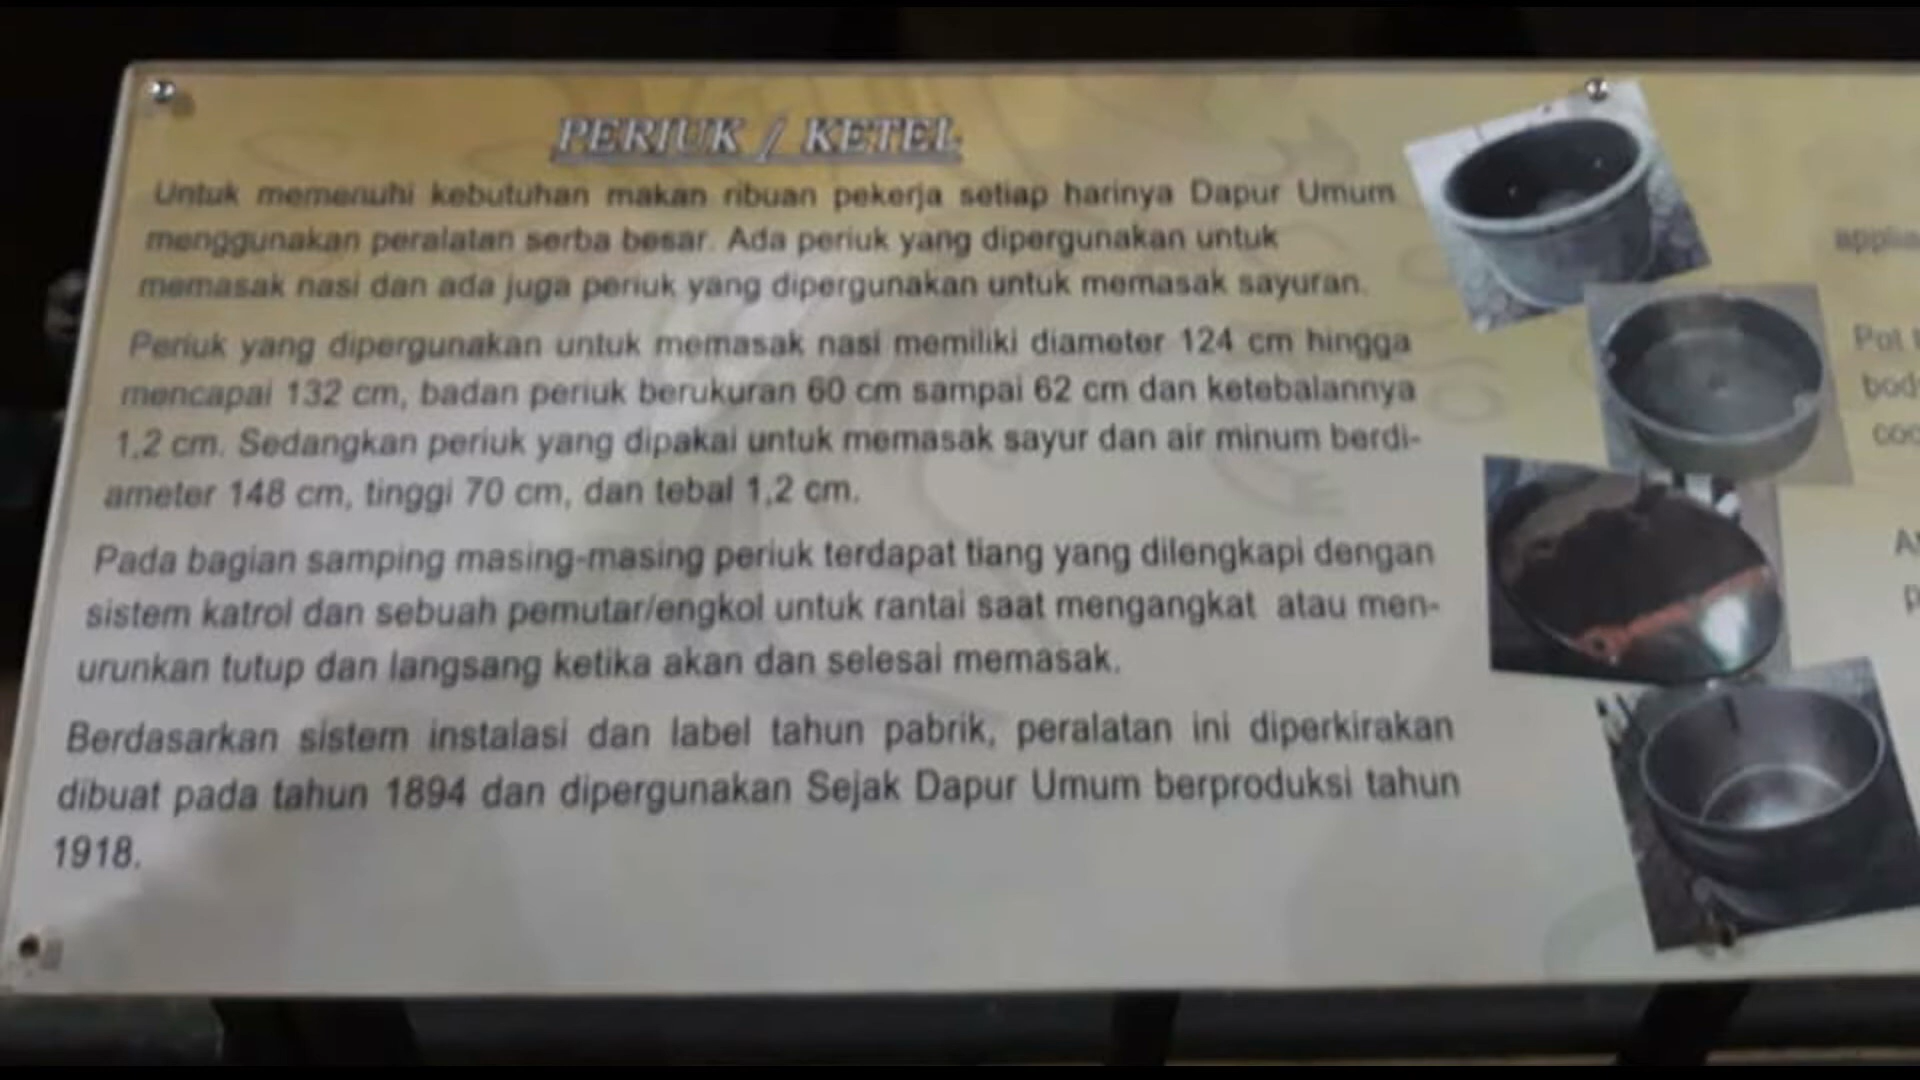 PERIUK / KETEL
Untuk memenuhi kebutuhan makan ribuan pekerja setiap harinya Dapur Umum
menggunakan peralatan serba besar. Ada periuk yang dipergunakan untuk
memasak nasi dan ada juga periuk yang dipergunakan untuk memasak sayuran.
Periuk yang dipergunakan untuk memasak nasi memiliki diameter 124 cm hingga
mencapai 132 cm, badan periuk berukuran 60 cm sampai 62 cm dan ketebalannya
1,2 cm. Sedangkan periuk yang dipakai untuk memasak sayur dan air minum berdi-
ameter 148 cm, tinggi 70 cm, dan tebal 1,2 cm.
Pada bagian samping masing-masing periuk terdapat tiang yang dilengkapi dengan
sistem katrol dan sebuah pemutar/engkol untuk rantai saat mengangkat atau men-
urunkan tutup dan langsang ketika akan dan selesai memasak.
Berdasarkan sistem instalasi dan label tahun pabrik, peralatan ini diperkirakan
dibuat pada tahun 1894 dan dipergunakan Sejak Dapur Umum berproduksi tahun
1918.
Pot